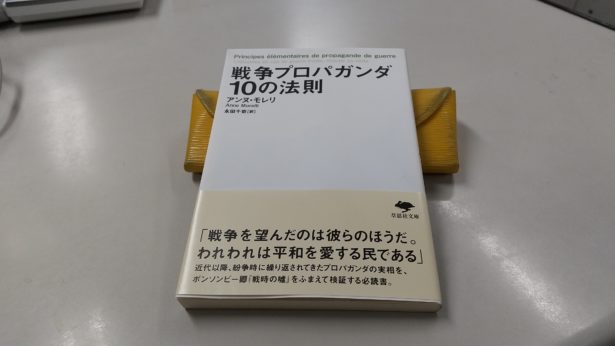 Principes élémentaires de propagande de guerre
戦争プロパガンダ
10の法則
アンヌ・モレリ
Anne Morelli
永田千奈[訳]
草思社文庫
「戦争を望んだのは彼らのほうだ。
われわれは平和を愛する民である」
近代以降、紛争時に繰り返されてきたプロパガンダの実相を、
ポンソンビー卿『戦時の嘘』をふまえて検証する必読書。